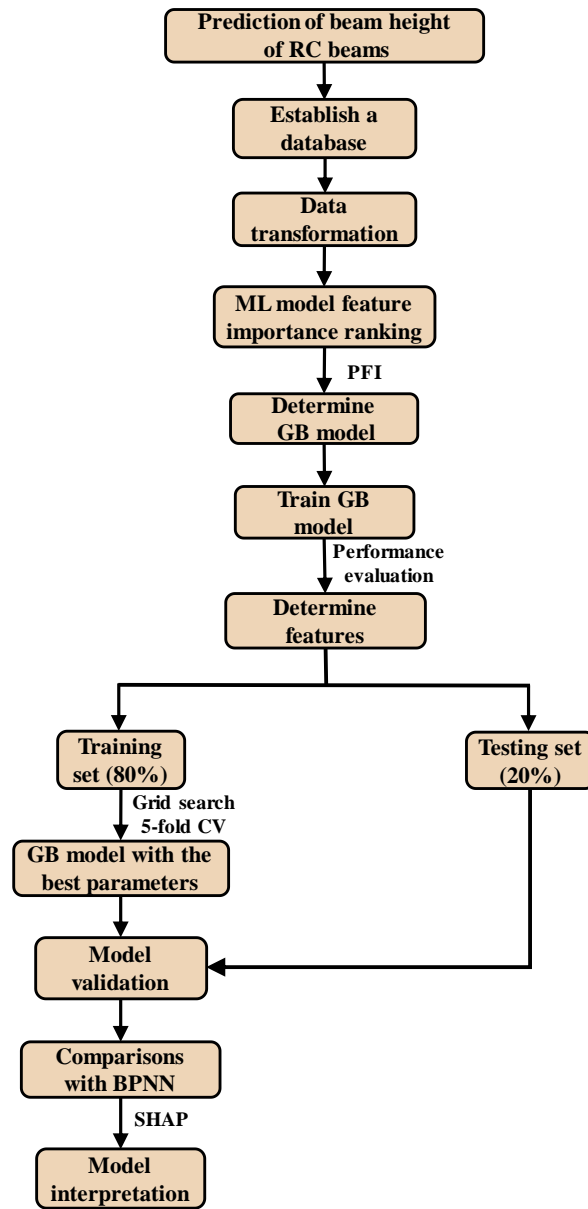 Prediction of beam height
of RC beams
Establish a
database
Data
transformation
ML model feature
importance ranking
PFI
Determine
GB model
Train GB
model
Performance
evaluation
Determine
features
Training
set (80%)
Testing set
(20%)
Grid search
5-fold CV
GB model with the
best parameters
Model
validation
Comparisons
with BPNN
SHAP
Model
interpretation